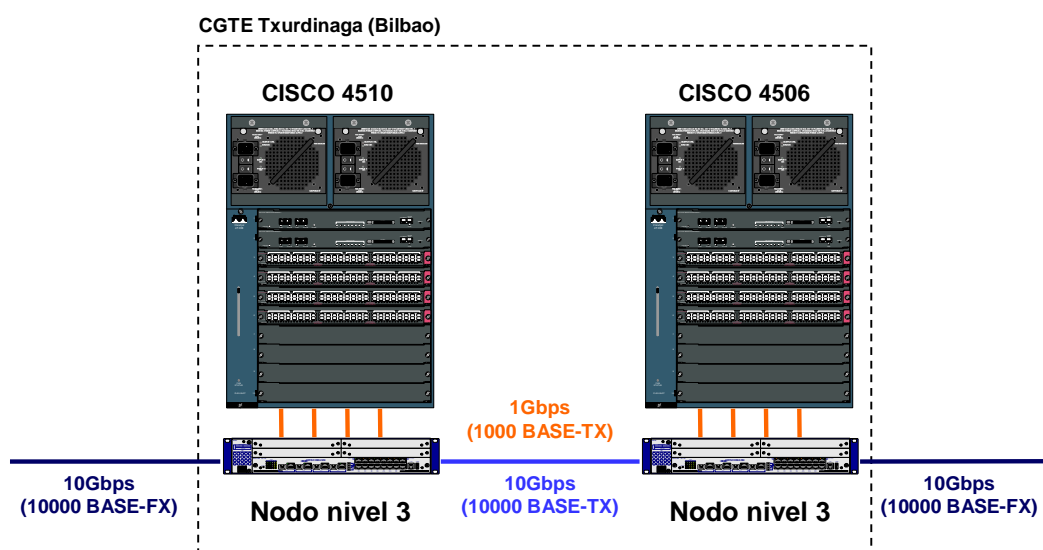 CGTE Txurdinaga (Bilbao)
CISCO 4510
CISCO 4506
1Gbps
(1000 BASE-TX)
10Gbps
(10000 BASE-FX)
Nodo nivel 3
10Gbps
(10000 BASE-TX)
Nodo nivel 3
10Gbps
(10000 BASE-FX)